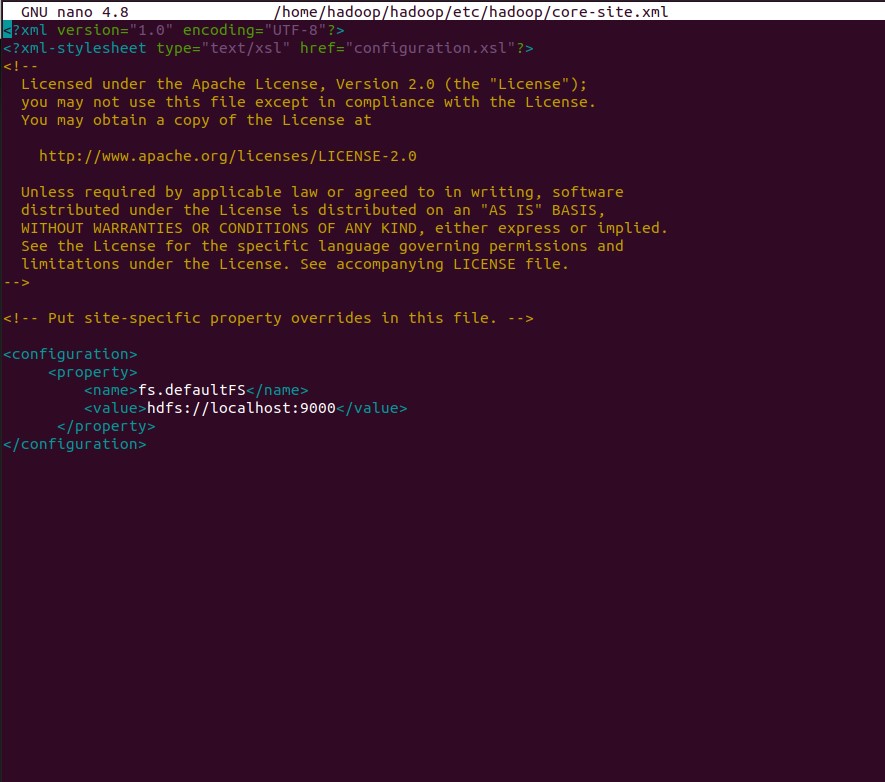 GNU nano 4.8 /home/hadoop/hadoop/etc/hadoop/core-site.xml
<?xml version="1.0" encoding="UTF-8"?>
<?xml-stylesheet type="text/xsl" href="configuration.xsl"?>
<!--
  Licensed under the Apache License, Version 2.0 (the "License");
  you may not use this file except in compliance with the License.
  You may obtain a copy of the License at

    http://www.apache.org/licenses/LICENSE-2.0

  Unless required by applicable law or agreed to in writing, software
  distributed under the License is distributed on an "AS IS" BASIS,
  WITHOUT WARRANTIES OR CONDITIONS OF ANY KIND, either express or implied.
  See the License for the specific language governing permissions and
  limitations under the License. See accompanying LICENSE file.
-->

<!-- Put site-specific property overrides in this file. -->

<configuration>
     <property>
         <name>fs.defaultFS</name>
         <value>hdfs://localhost:9000</value>
      </property>
</configuration>